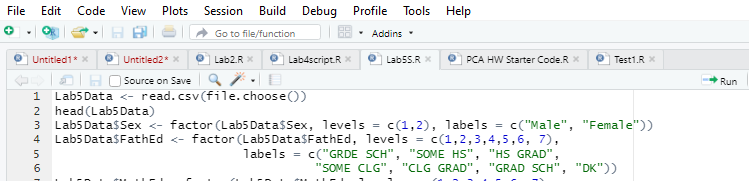 File Edit Code View Plots Session Build Debug Profile Tools Help
Go to file/function Addins
Untitled1* Untitled2* Lab2.R Lab4script.R Lab5S.R PCA HW Starter Code.R Test1.R
Source on Save Run
1 Lab5Data <- read.csv(file.choose())
2 head(Lab5Data)
3 Lab5Data$Sex <- factor(Lab5Data$Sex, levels = c(1,2), labels = c("Male", "Female"))
4 Lab5Data$FathEd <- factor(Lab5Data$FathEd, levels = c(1,2,3,4,5,6, 7),
5 labels = c("GRDE SCH", "SOME HS", "HS GRAD",
6 "SOME CLG", "CLG GRAD", "GRAD SCH", "DK"))